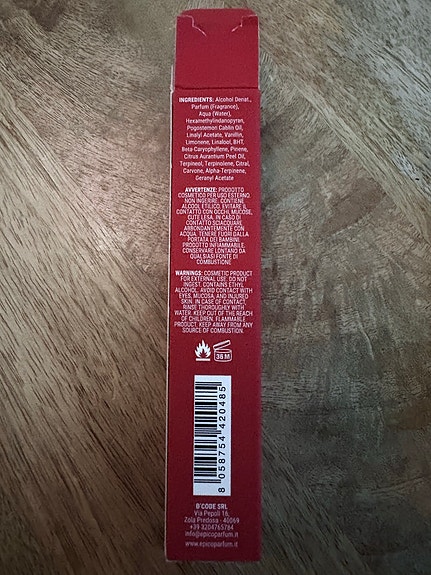 INGREDIENTS: Alcohol Denat.,
Parfum (Fragrance),
Aqua (Water),
Hexamethylindanopyran,
Pogostemon Cablin Oil,
Linalyl Acetate, Vanillin,
Limonene, Linalool, BHT,
Beta-Caryophyllene, Pinene,
Citrus Aurantium Peel Oil,
Terpineol, Terpinolene, Citral,
Carvone, Alpha-Terpinene,
Geranyl Acetate
AVVERTENZE: PRODOTTO
COSMETICO PER USO ESTERNO.
NON INGERIRE. CONTIENE
ALCOOL ETILICO. EVITARE IL
CONTATTO CON OCCHI, MUCOSE,
CUTE LESA. IN CASO DI
CONTATTO SCIACQUARE
ABBONDANTEMENTE CON
ACQUA. TENERE FUORI DALLA
PORTATA DEI BAMBINI.
PRODOTTO INFIAMMABILE.
CONSERVARE LONTANO DA
QUALSIASI FONTE DI
COMBUSTIONE
WARNINGS: COSMETIC PRODUCT
FOR EXTERNAL USE. DO NOT
INGEST. CONTAINS ETHYL
ALCOHOL. AVOID CONTACT WITH
EYES, MUCOSA, AND INJURED
SKIN. IN CASE OF CONTACT,
RINSE THOROUGHLY WITH
WATER. KEEP OUT OF THE REACH
OF CHILDREN. FLAMMABLE
PRODUCT. KEEP AWAY FROM ANY
SOURCE OF COMBUSTION.
36 M
8 058754 420485
D'CODE SRL
Via Pepoli 16,
Zola Predosa - 40069
+39 3204765784
info@epicoparfum.it
www.epicoparfum.it